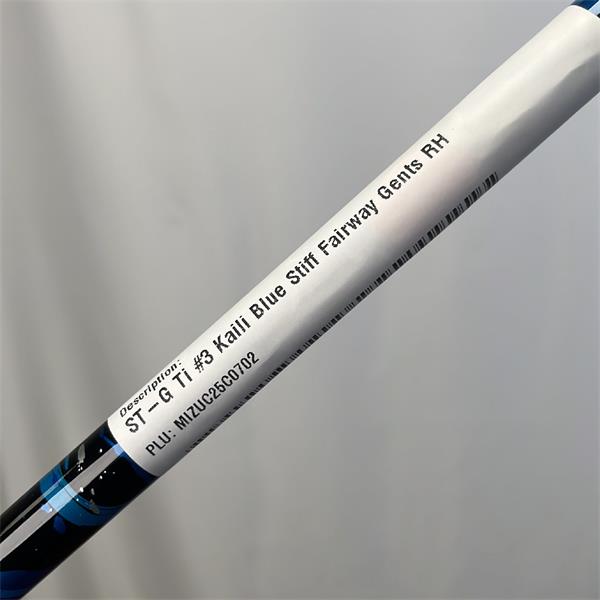 Description:
ST-G Ti #3 Kaili Blue Stiff Fairway Gents RH
PLU: MIZUC25C0702